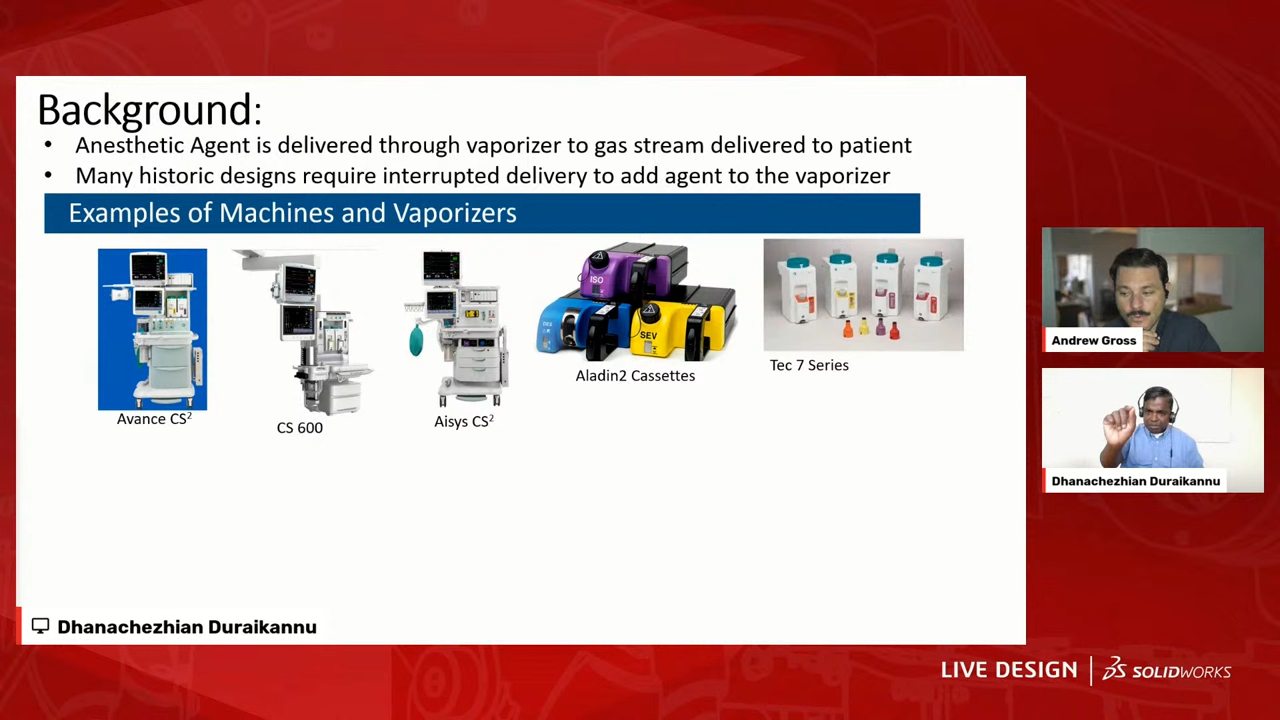 Background:
• Anesthetic Agent is delivered through vaporizer to gas stream delivered to patient
• Many historic designs require interrupted delivery to add agent to the vaporizer
Examples of Machines and Vaporizers
ISO
SEV
Avance CS²
CS 600
Aisys CS²
Aladin2 Cassettes
Tec 7 Series
Andrew Gross
Dhanachezhian Duraikannu
Dhanachezhian Duraikannu
LIVE DESIGN | SOLIDWORKS